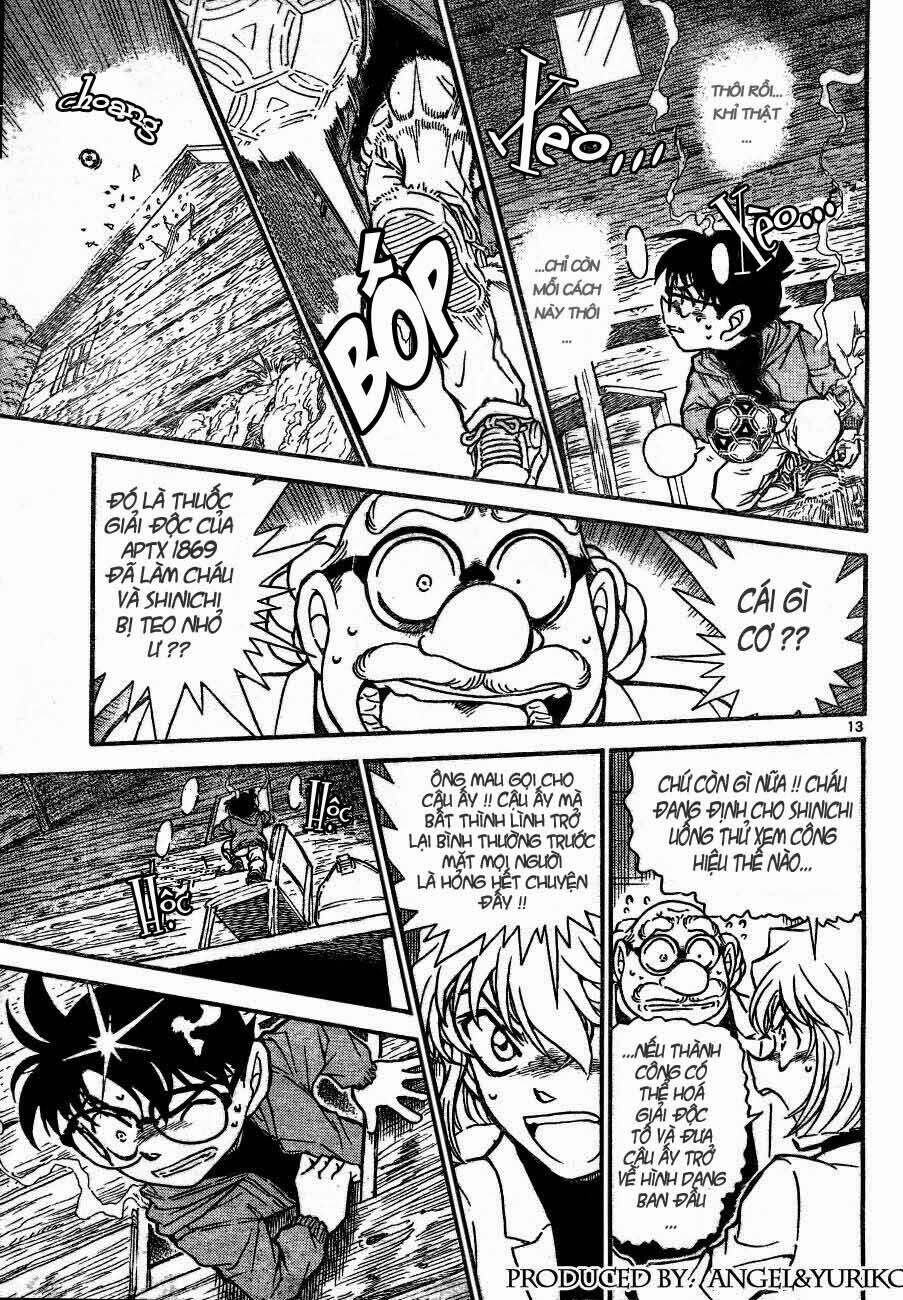 THÔI RỒI...
KHỈ THẬT
...
Xèo...
Xèo...
...CHỈ CÒN
MỖI CÁCH
NÀY THÔI
...
BỐP
choang
CÁI GÌ
CƠ ??
ĐÓ LÀ THUỐC
GIẢI ĐỘC CỦA
APTX 1869
ĐÃ LÀM CHÁU
VÀ SHINICHI
BỊ TEO NHỎ
Ư ??
13
CHỨ CÒN GÌ NỮA !! CHÁU
ĐANG ĐỊNH CHO SHINICHI
UỐNG THỬ XEM CÔNG
HIỆU THẾ NÀO...
...NẾU THÀNH
CÔNG CÓ
THỂ HOÁ
GIẢI ĐỘC
TỐ VÀ ĐƯA
CẬU ẤY TRỞ
VỀ HÌNH DẠNG
BAN ĐẦU
...
ÔNG MAU GỌI CHO
CẬU ẤY !! CẬU ẤY MÀ
BẤT THÌNH LÌNH TRỞ
LẠI BÌNH THƯỜNG TRƯỚC
MẶT MỌI NGƯỜI
LÀ HỎNG HẾT CHUYỆN
ĐẤY !!
Hộc
Hộc
PRODUCED BY: ANGEL&YURIKO